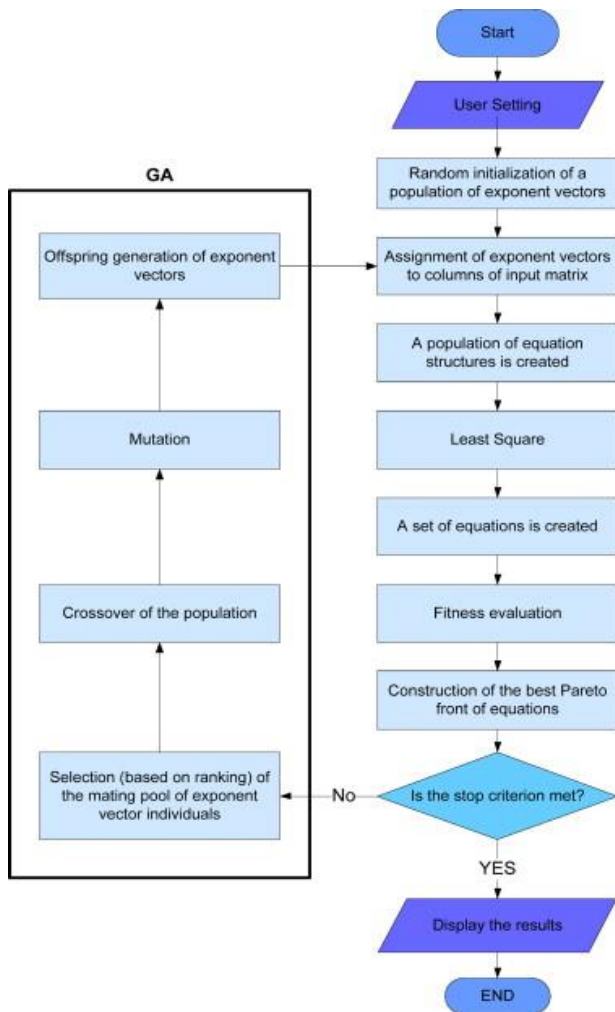 Start
User Setting
Random initialization of a
population of exponent vectors
GA
Offspring generation of exponent
vectors
Assignment of exponent vectors
to columns of input matrix
A population of equation
structures is created
Mutation
Least Square
A set of equations is created
Crossover of the population
Fitness evaluation
Construction of the best Pareto
front of equations
Selection (based on ranking) of
the mating pool of exponent
vector individuals
No
Is the stop criterion met?
YES
Display the results
END